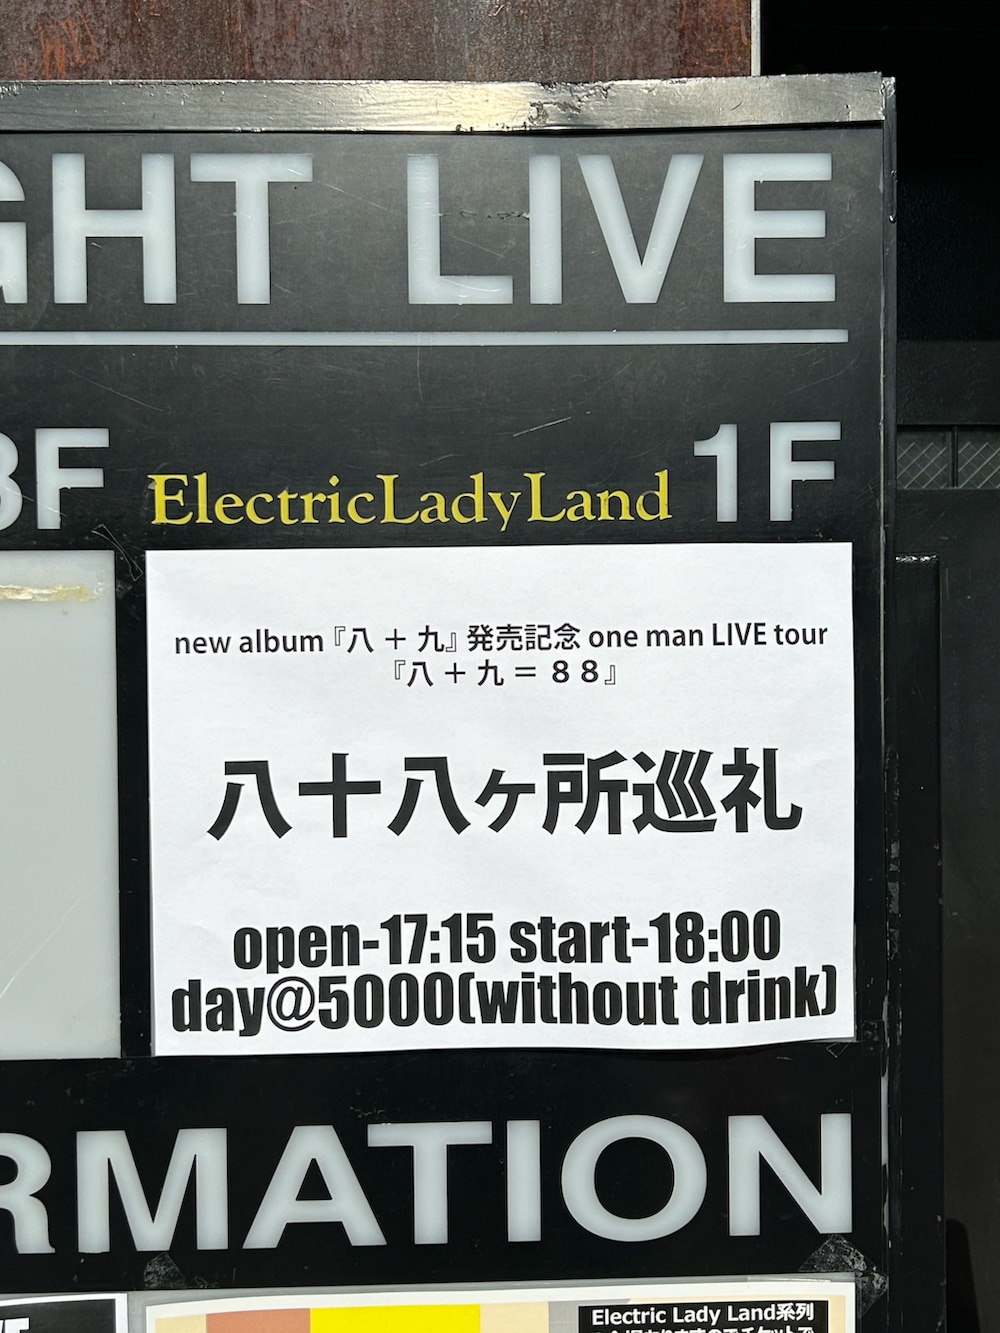 GHT LIVE
3F ElectricLadyLand 1F
new album『八 + 九』発売記念 one man LIVE tour
『八 + 九 = 88』
八十八ヶ所巡礼
open-17:15 start-18:00
day@5000(without drink)
RMATION
Electric Lady Land系列